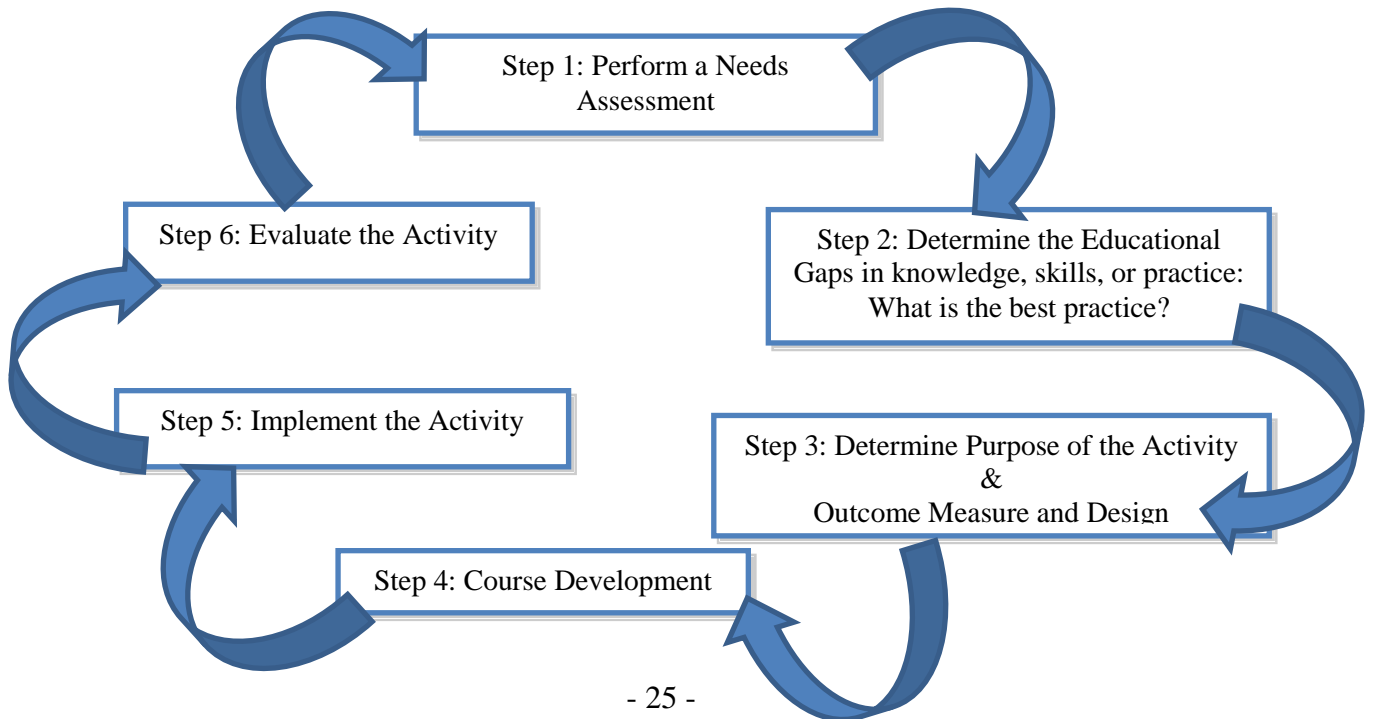 Step 1: Perform a Needs
Assessment
Step 2: Determine the Educational
Gaps in knowledge, skills, or practice:
What is the best practice?
Step 3: Determine Purpose of the Activity
&
Outcome Measure and Design
Step 4: Course Development
Step 5: Implement the Activity
Step 6: Evaluate the Activity
- 25 -